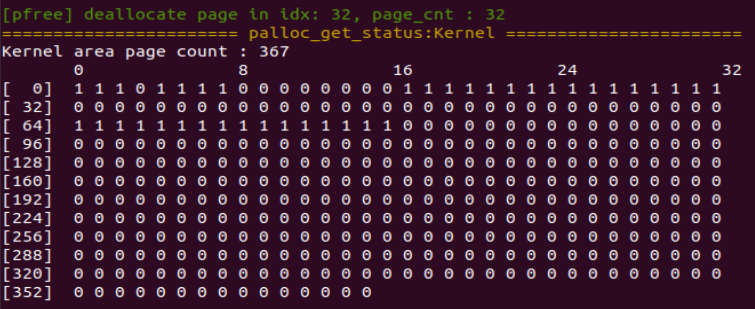 [pfree] deallocate page in idx: 32, page_cnt : 32
======================= palloc_get_status:Kernel =======================
Kernel area page count : 367
0 8 16 24 32
[  0] 1 1 1 0 1 1 1 1 0 0 0 0 0 0 0 0 1 1 1 1 1 1 1 1 1 1 1 1 1 1 1 1
[ 32] 0 0 0 0 0 0 0 0 0 0 0 0 0 0 0 0 0 0 0 0 0 0 0 0 0 0 0 0 0 0 0 0
[ 64] 1 1 1 1 1 1 1 1 1 1 1 1 1 1 1 1 0 0 0 0 0 0 0 0 0 0 0 0 0 0 0 0
[ 96] 0 0 0 0 0 0 0 0 0 0 0 0 0 0 0 0 0 0 0 0 0 0 0 0 0 0 0 0 0 0 0 0
[128] 0 0 0 0 0 0 0 0 0 0 0 0 0 0 0 0 0 0 0 0 0 0 0 0 0 0 0 0 0 0 0 0
[160] 0 0 0 0 0 0 0 0 0 0 0 0 0 0 0 0 0 0 0 0 0 0 0 0 0 0 0 0 0 0 0 0
[192] 0 0 0 0 0 0 0 0 0 0 0 0 0 0 0 0 0 0 0 0 0 0 0 0 0 0 0 0 0 0 0 0
[224] 0 0 0 0 0 0 0 0 0 0 0 0 0 0 0 0 0 0 0 0 0 0 0 0 0 0 0 0 0 0 0 0
[256] 0 0 0 0 0 0 0 0 0 0 0 0 0 0 0 0 0 0 0 0 0 0 0 0 0 0 0 0 0 0 0 0
[288] 0 0 0 0 0 0 0 0 0 0 0 0 0 0 0 0 0 0 0 0 0 0 0 0 0 0 0 0 0 0 0 0
[320] 0 0 0 0 0 0 0 0 0 0 0 0 0 0 0 0 0 0 0 0 0 0 0 0 0 0 0 0 0 0 0 0
[352] 0 0 0 0 0 0 0 0 0 0 0 0 0 0 0